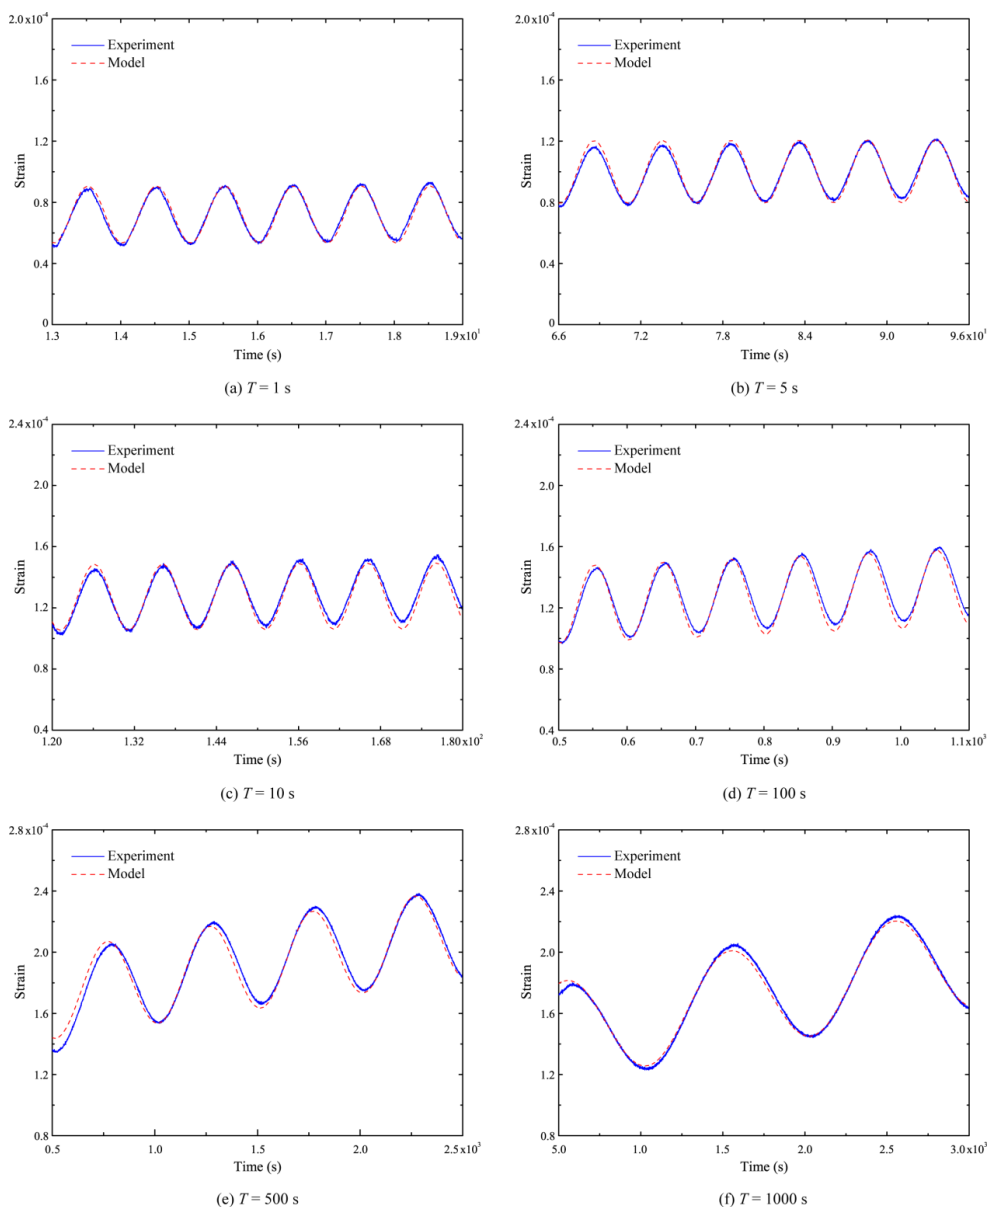 2.0x10⁻⁴
Experiment
Model
1.6
1.2
Strain
0.8
0.4
0
1.3 1.4 1.5 1.6 1.7 1.8 1.9x10¹
Time (s)
(a) T = 1 s
2.0x10⁻⁴
Experiment
Model
1.6
1.2
Strain
0.8
0.4
0
6.6 7.2 7.8 8.4 9.0 9.6x10¹
Time (s)
(b) T = 5 s
2.4x10⁻⁴
Experiment
Model
2.0
1.6
Strain
1.2
0.8
0.4
1.20 1.32 1.44 1.56 1.68 1.80x10²
Time (s)
(c) T = 10 s
2.4x10⁻⁴
Experiment
Model
2.0
1.6
Strain
1.2
0.8
0.4
0.5 0.6 0.7 0.8 0.9 1.0 1.1x10³
Time (s)
(d) T = 100 s
2.8x10⁻⁴
Experiment
Model
2.4
2.0
Strain
1.6
1.2
0.8
0.5 1.0 1.5 2.0 2.5x10³
Time (s)
(e) T = 500 s
2.8x10⁻⁴
Experiment
Model
2.4
2.0
Strain
1.6
1.2
0.8
5.0 1.0 1.5 2.0 2.5 3.0x10³
Time (s)
(f) T = 1000 s